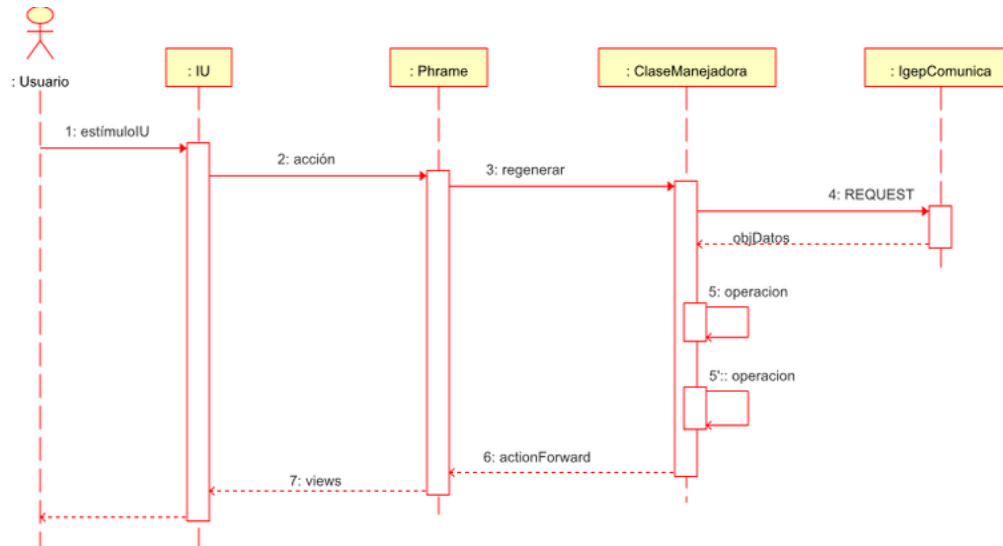 : Usuario
: IU
: Phrame
: ClaseManejadora
: IgepComunica
1: estímuloIU
2: acción
3: regenerar
4: REQUEST
objDatos
5: operacion
5':: operacion
6: actionForward
7: views